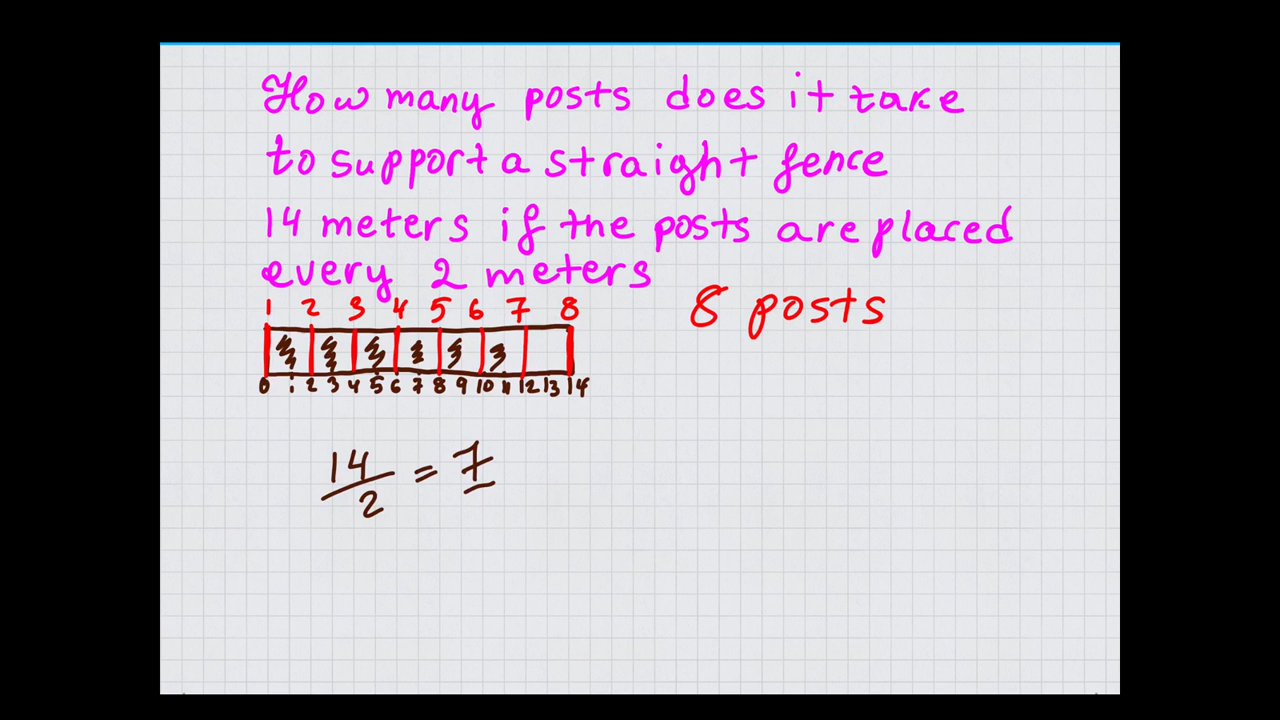 How many posts does it take
to support a straight fence
14 meters if the posts are placed
every 2 meters
8 posts
1 2 3 4 5 6 7 8
0 1 2 3 4 5 6 7 8 9 10 11 12 13 14
14/2 = 7